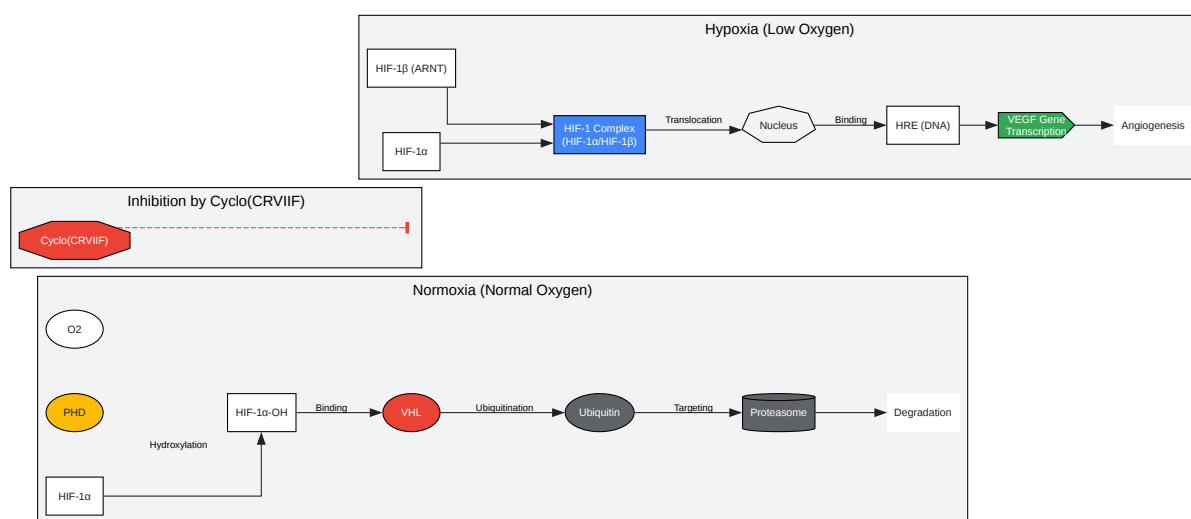 Hypoxia (Low Oxygen)
HIF-1β (ARNT)
HIF-1α
HIF-1 Complex
(HIF-1α/HIF-1β)
Translocation
Nucleus
Binding
HRE (DNA)
VEGF Gene
Transcription
Angiogenesis
Inhibition by Cyclo(CRVIIF)
Cyclo(CRVIIF)
Normoxia (Normal Oxygen)
O2
PHD
HIF-1α
Hydroxylation
HIF-1α-OH
Binding
VHL
Ubiquitination
Ubiquitin
Targeting
Proteasome
Degradation